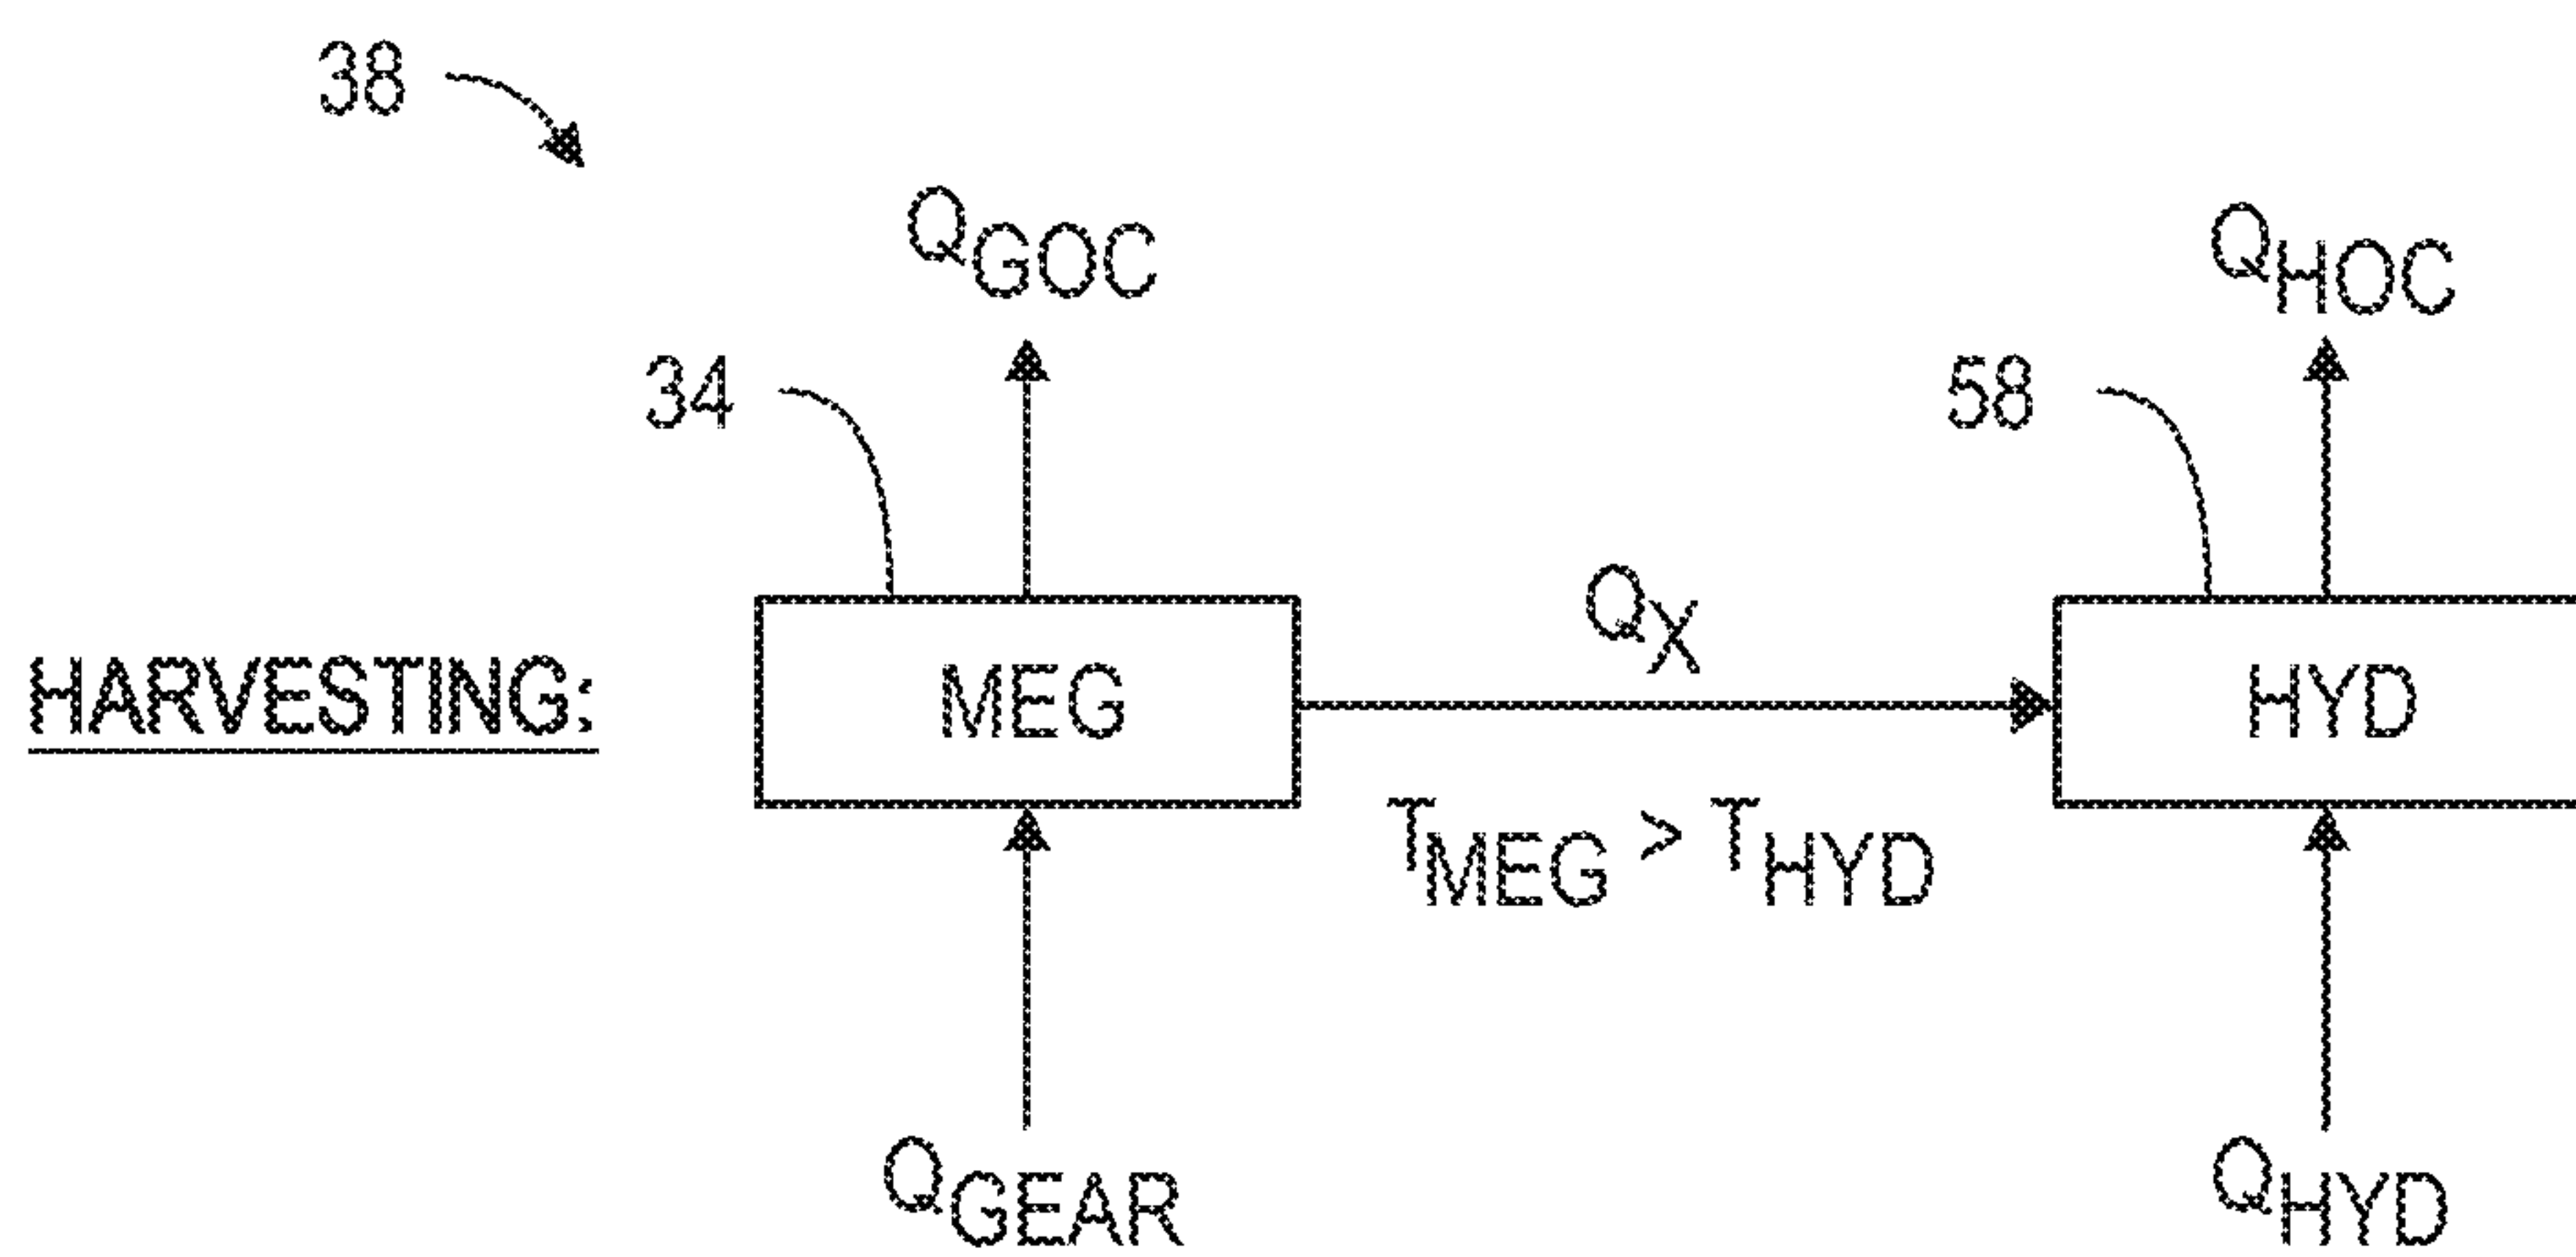 38
QGOC
QHOC
34
58
QX
HARVESTING:
MEG
HYD
TMEG > THYD
QGEAR
QHYD